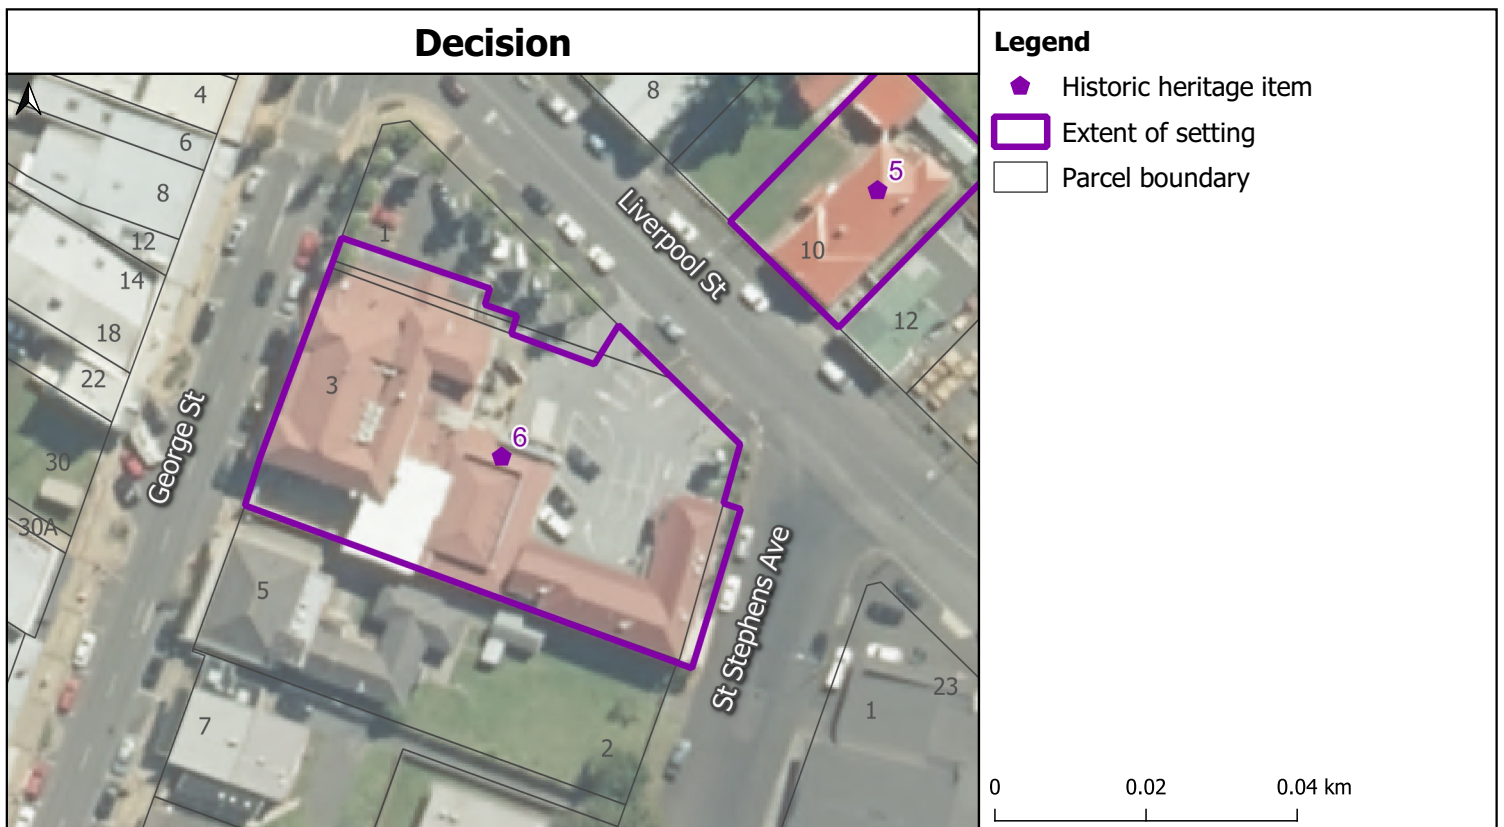 Decision
Legend
Historic heritage item
Extent of setting
Parcel boundary
4
6
8
12
14
18
22
30
30A
8
5
10
12
1
3
6
5
7
2
1
23
George St
Liverpool St
St Stephens Ave
0 0.02 0.04 km